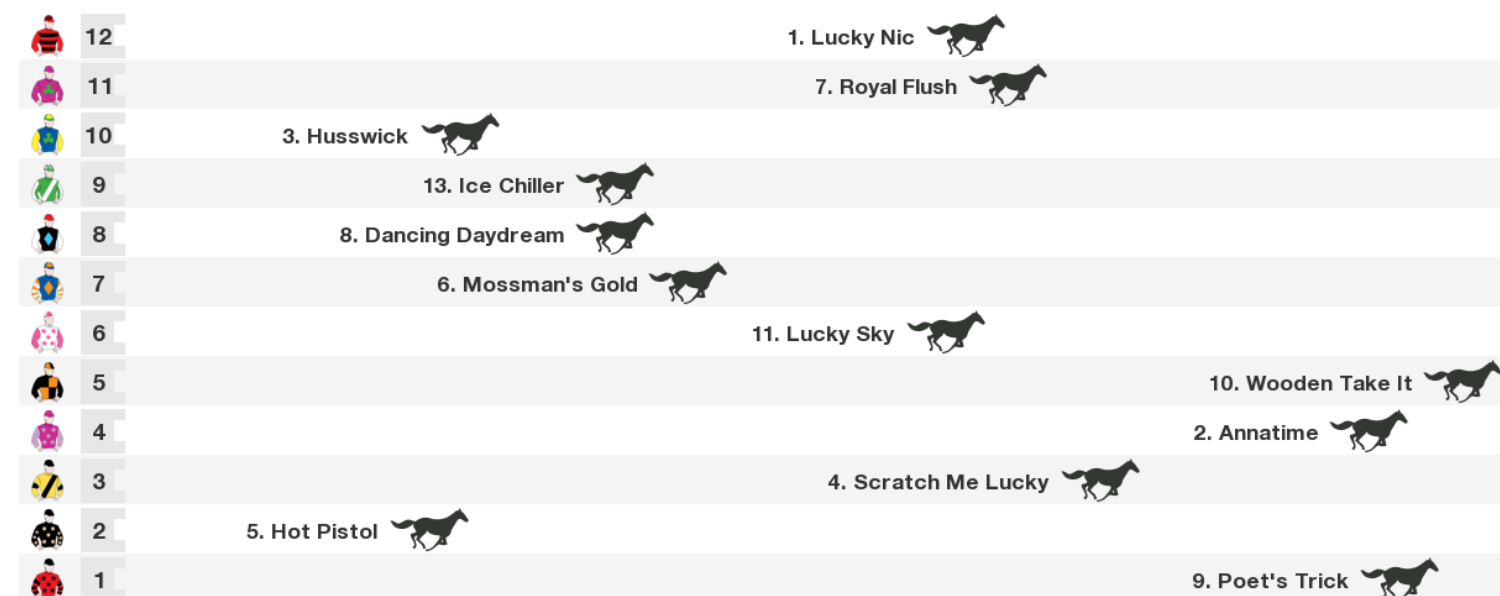 12 1. Lucky Nic
11 7. Royal Flush
10 3. Husswick
9 13. Ice Chiller
8 8. Dancing Daydream
7 6. Mossman's Gold
6 11. Lucky Sky
5 10. Wooden Take It
4 2. Annatime
3 4. Scratch Me Lucky
2 5. Hot Pistol
1 9. Poet's Trick